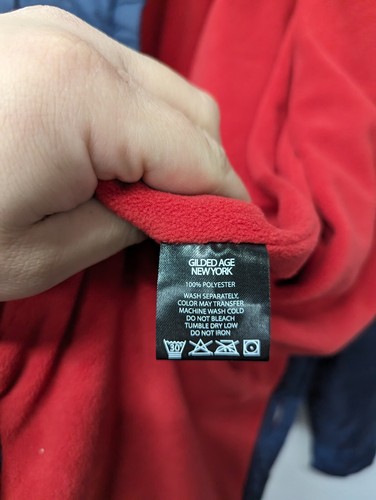 GILDED AGE
NEW YORK
100% POLYESTER
WASH SEPARATELY.
COLOR MAY TRANSFER
MACHINE WASH COLD
DO NOT BLEACH
TUMBLE DRY LOW
DO NOT IRON
30